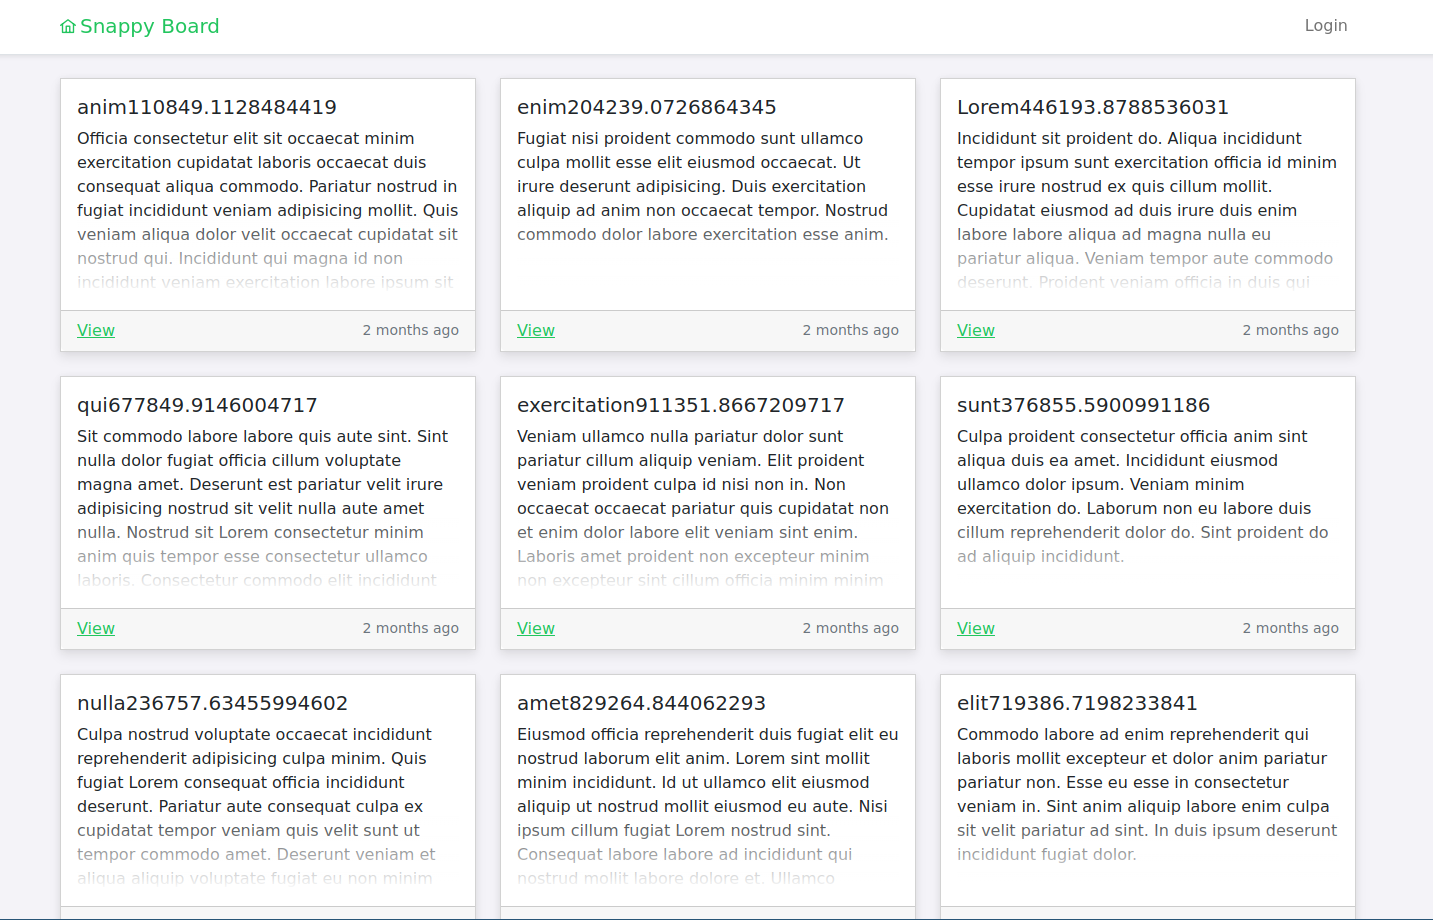 Snappy Board
Login
anim110849.1128484419
Officia consectetur elit sit occaecat minim
exercitation cupidatat laboris occaecat duis
consequat aliqua commodo. Pariatur nostrud in
fugiat incididunt veniam adipisicing mollit. Quis
veniam aliqua dolor velit occaecat cupidatat sit
nostrud qui. Incididunt qui magna id non
incididunt veniam exercitation labore ipsum sit
View
2 months ago
enim204239.0726864345
Fugiat nisi proident commodo sunt ullamco
culpa mollit esse elit eiusmod occaecat. Ut
irure deserunt adipisicing. Duis exercitation
aliquip ad anim non occaecat tempor. Nostrud
commodo dolor labore exercitation esse anim.
View
2 months ago
Lorem446193.8788536031
Incididunt sit proident do. Aliqua incididunt
tempor ipsum sunt exercitation officia id minim
esse irure nostrud ex quis cillum mollit.
Cupidatat eiusmod ad duis irure duis enim
labore labore aliqua ad magna nulla eu
pariatur aliqua. Veniam tempor aute commodo
deserunt. Proident veniam officia in duis qui
View
2 months ago
qui677849.9146004717
Sit commodo labore labore quis aute sint. Sint
nulla dolor fugiat officia cillum voluptate
magna amet. Deserunt est pariatur velit irure
adipisicing nostrud sit velit nulla aute amet
nulla. Nostrud sit Lorem consectetur minim
anim quis tempor esse consectetur ullamco
laboris. Consectetur commodo elit incididunt
View
2 months ago
exercitation911351.8667209717
Veniam ullamco nulla pariatur dolor sunt
pariatur cillum aliquip veniam. Elit proident
veniam proident culpa id nisi non in. Non
occaecat occaecat pariatur quis cupidatat non
et enim dolor labore elit veniam sint enim.
Laboris amet proident non excepteur minim
non excepteur sint cillum officia minim minim
View
2 months ago
sunt376855.5900991186
Culpa proident consectetur officia anim sint
aliqua duis ea amet. Incididunt eiusmod
ullamco dolor ipsum. Veniam minim
exercitation do. Laborum non eu labore duis
cillum reprehenderit dolor do. Sint proident do
ad aliquip incididunt.
View
2 months ago
nulla236757.63455994602
Culpa nostrud voluptate occaecat incididunt
reprehenderit adipisicing culpa minim. Quis
fugiat Lorem consequat officia incididunt
deserunt. Pariatur aute consequat culpa ex
cupidatat tempor veniam quis velit sunt ut
tempor commodo amet. Deserunt veniam et
aliqua aliquip voluptate fugiat eu non minim
amet829264.844062293
Eiusmod officia reprehenderit duis fugiat elit eu
nostrud laborum elit anim. Lorem sint mollit
minim incididunt. Id ut ullamco elit eiusmod
aliquip ut nostrud mollit eiusmod eu aute. Nisi
ipsum cillum fugiat Lorem nostrud sint.
Consequat labore labore ad incididunt qui
nostrud mollit labore dolore et. Ullamco
elit719386.7198233841
Commodo labore ad enim reprehenderit qui
laboris mollit excepteur et dolor anim pariatur
pariatur non. Esse eu esse in consectetur
veniam in. Sint anim aliquip labore enim culpa
sit velit pariatur ad sint. In duis ipsum deserunt
incididunt fugiat dolor.